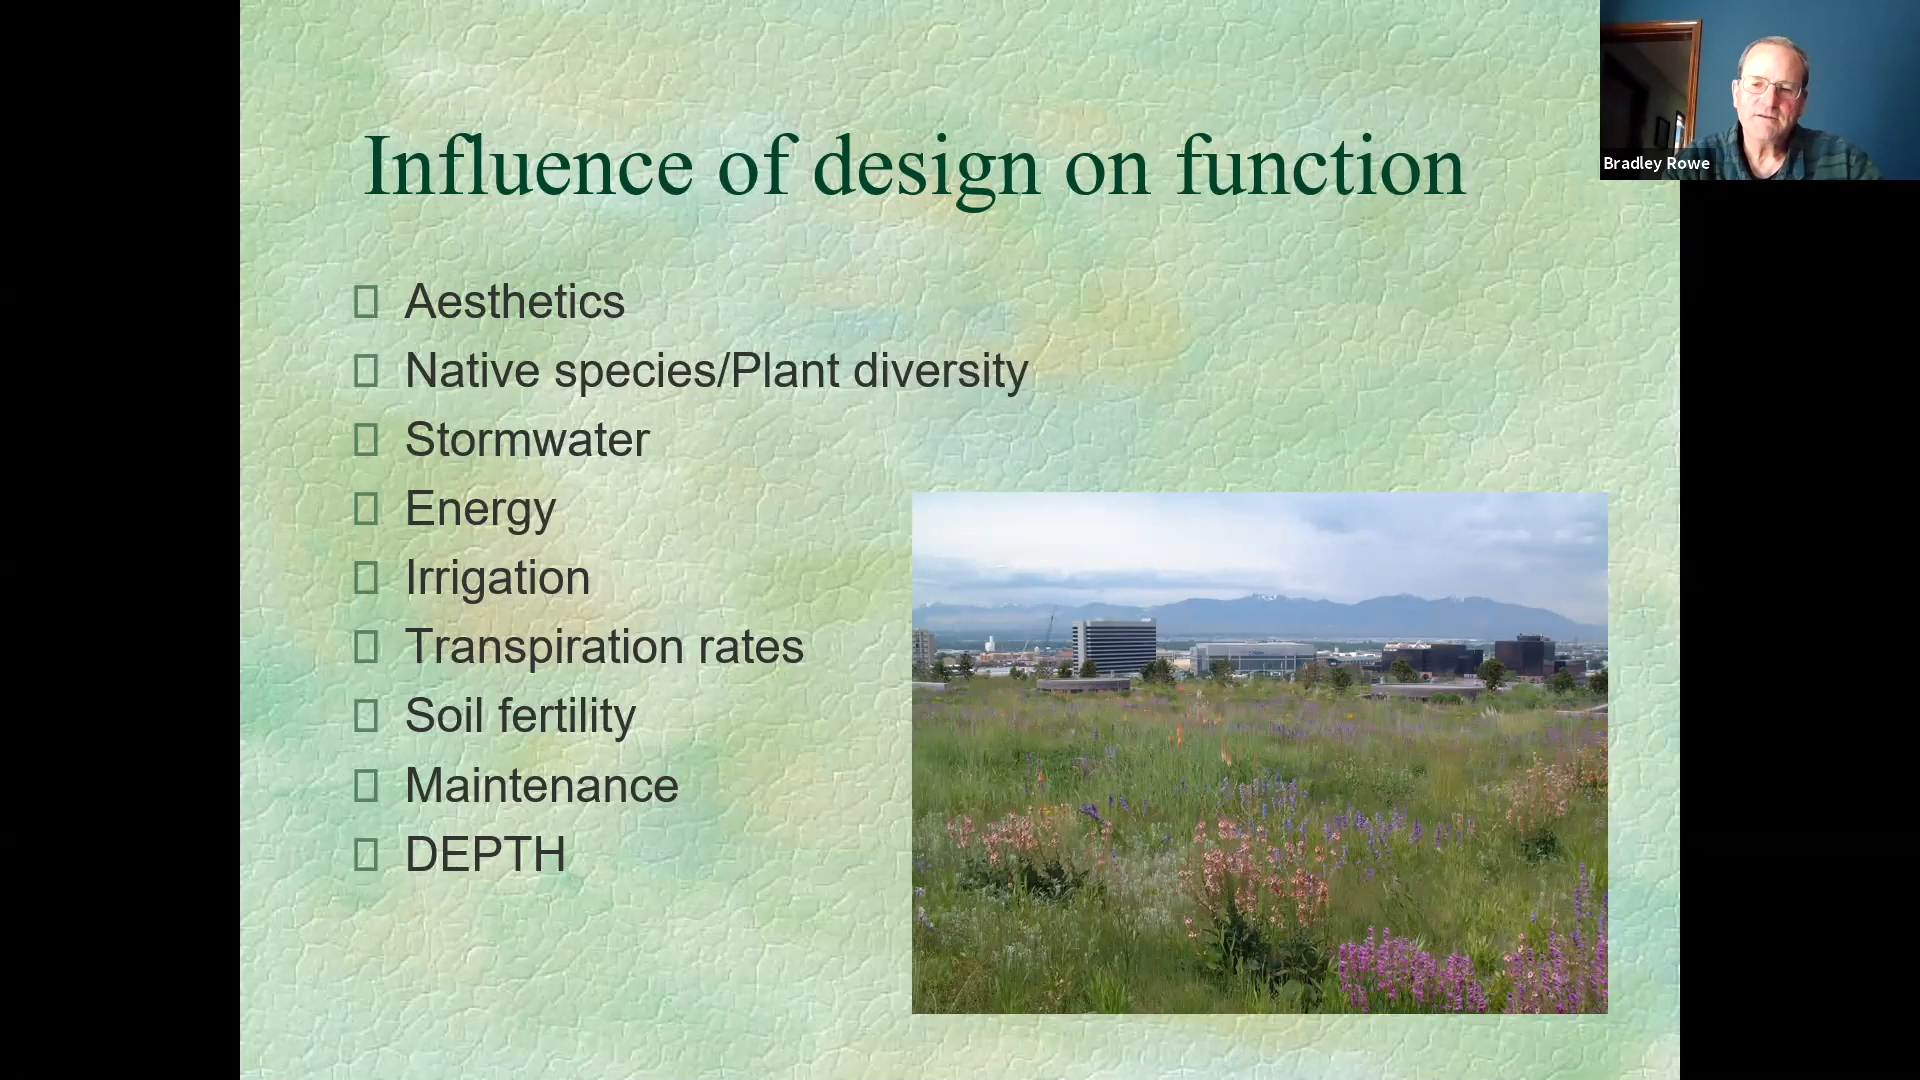 Influence of design on function
Bradley Rowe
Aesthetics
Native species/Plant diversity
Stormwater
Energy
Irrigation
Transpiration rates
Soil fertility
Maintenance
DEPTH